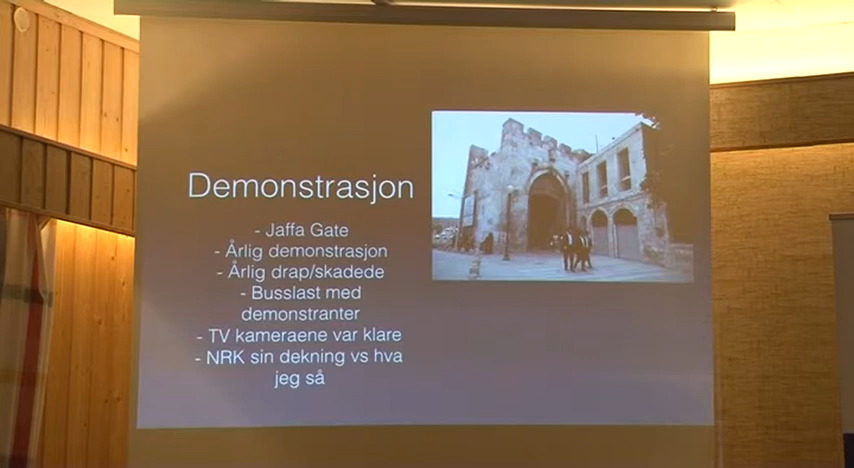 Demonstrasjon
- Jaffa Gate
- Årlig demonstrasjon
- Årlig drap/skadede
- Busslast med
demonstranter
- TV kameraene var klare
- NRK sin dekning vs hva
jeg så